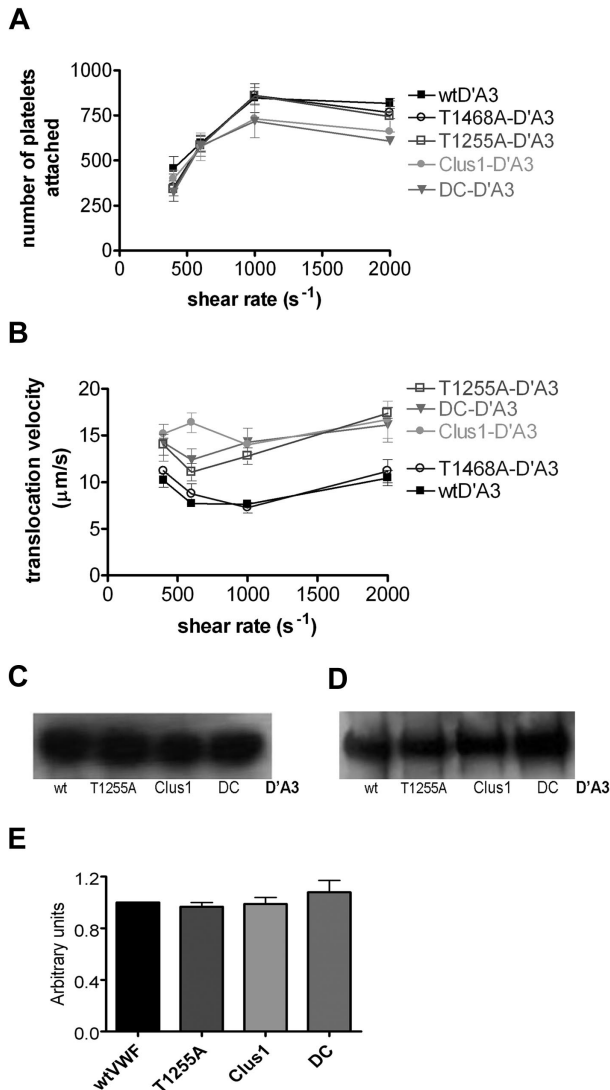 A
number of platelets
attached
1000
750
500
250
0
0 500 1000 1500 2000
shear rate (s-1)
wtD'A3
T1468A-D'A3
T1255A-D'A3
Clus1-D'A3
DC-D'A3
B
translocation velocity
(μm/s)
20
15
10
5
0
0 500 1000 1500 2000
shear rate (s-1)
T1255A-D'A3
DC-D'A3
Clus1-D'A3
T1468A-D'A3
wtD'A3
C
wt T1255A Clus1 DC D'A3
D
wt T1255A Clus1 DC D'A3
E
Arbitrary units
1.2
0.8
0.4
0.0
wtVWF
T1255A
Clus1
DC